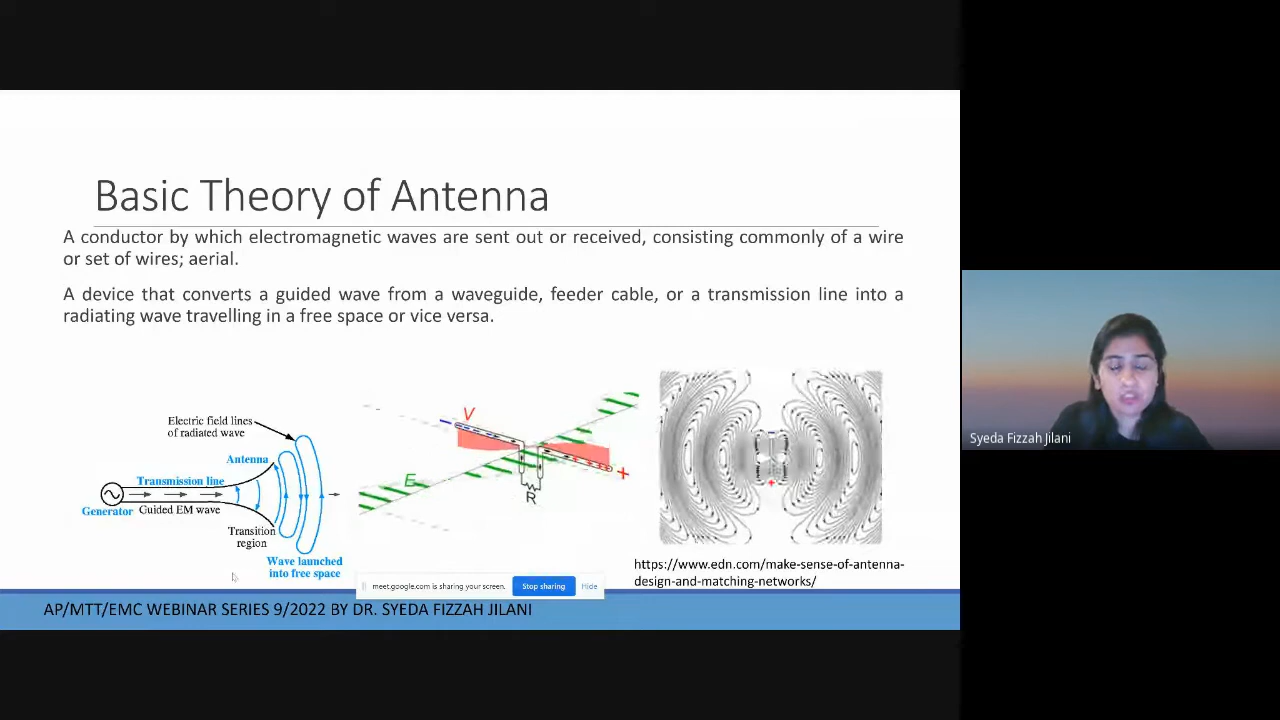 Basic Theory of Antenna
A conductor by which electromagnetic waves are sent out or received, consisting commonly of a wire
or set of wires; aerial.
A device that converts a guided wave from a waveguide, feeder cable, or a transmission line into a
radiating wave travelling in a free space or vice versa.
Electric field lines
of radiated wave
Antenna
Transmission line
Generator
Guided EM wave
Transition
region
Wave launched
into free space
V
E
R
https://www.edn.com/make-sense-of-antenna-
design-and-matching-networks/
meet.google.com is sharing your screen.
Stop sharing
Hide
AP/MTT/EMC WEBINAR SERIES 9/2022 BY DR. SYEDA FIZZAH JILANI
Syeda Fizzah Jilani